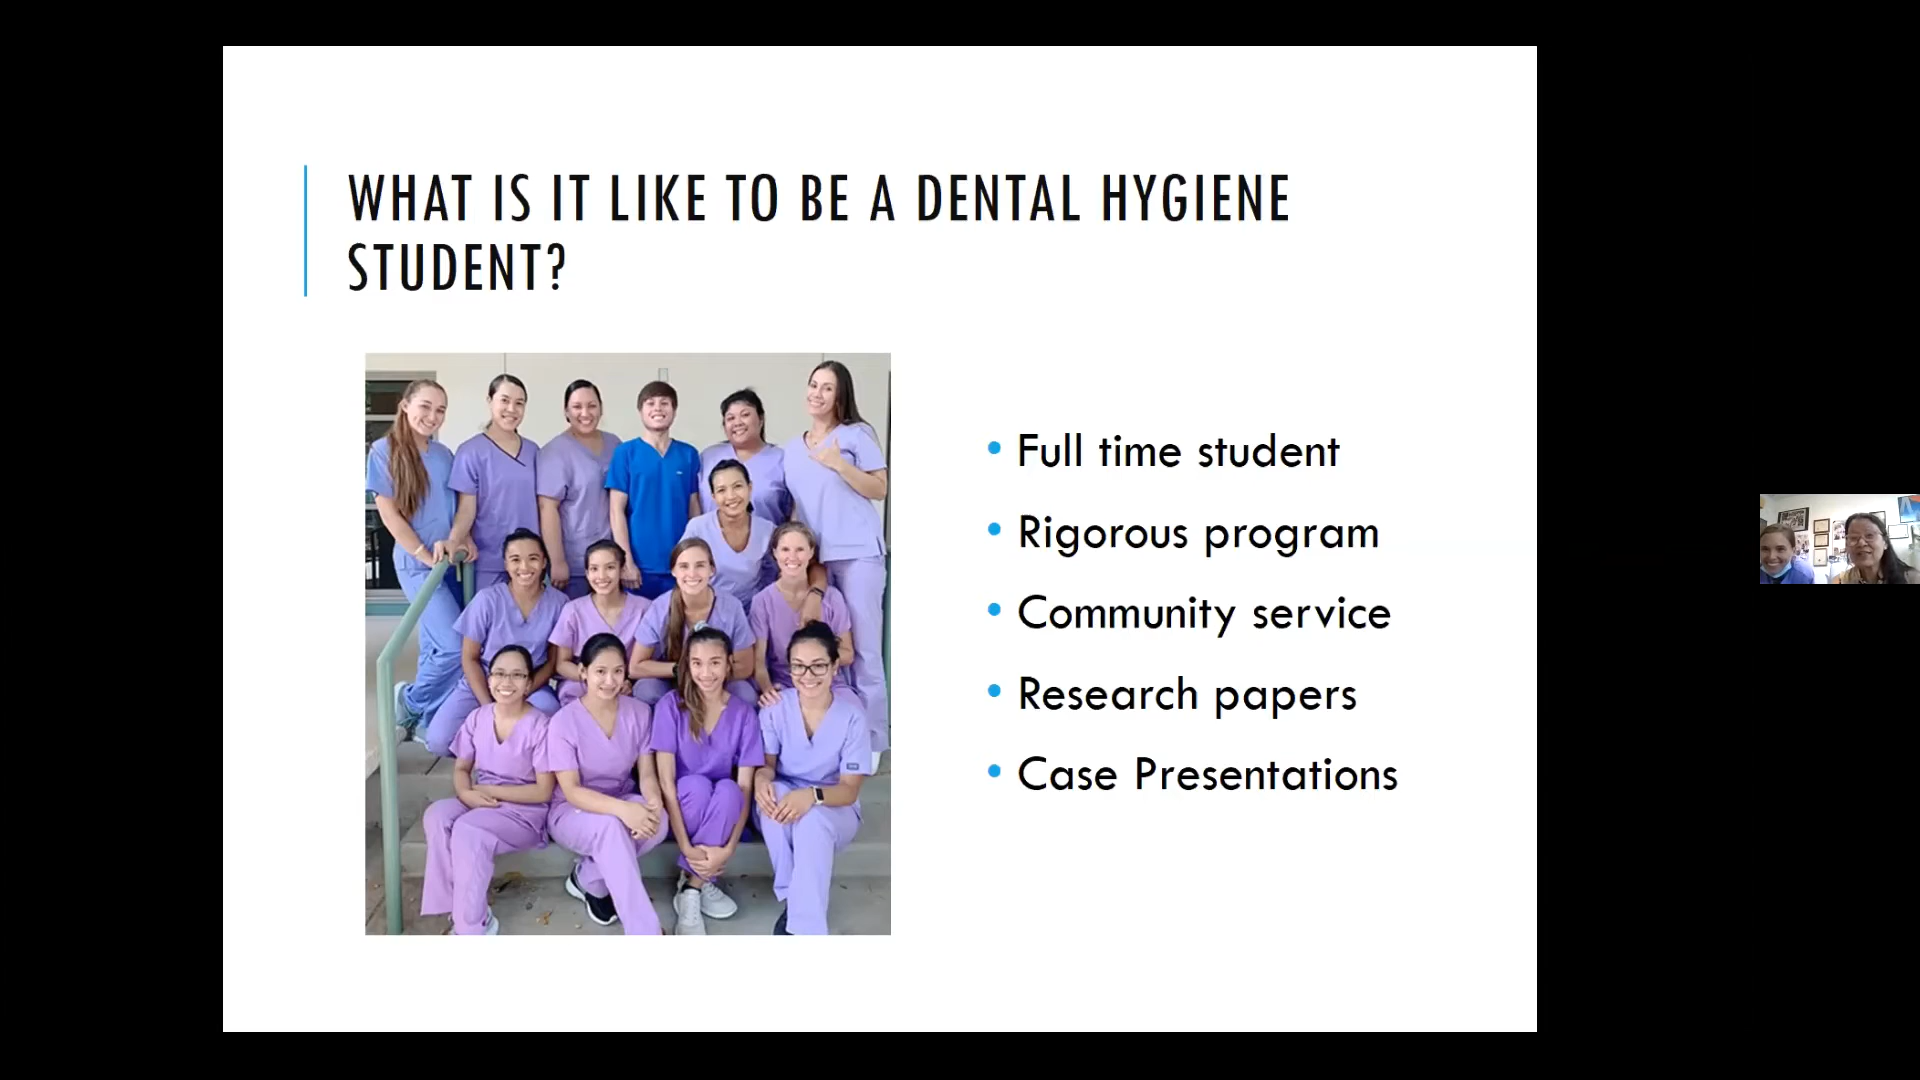 WHAT IS IT LIKE TO BE A DENTAL HYGIENE
STUDENT?
• Full time student
• Rigorous program
• Community service
• Research papers
• Case Presentations